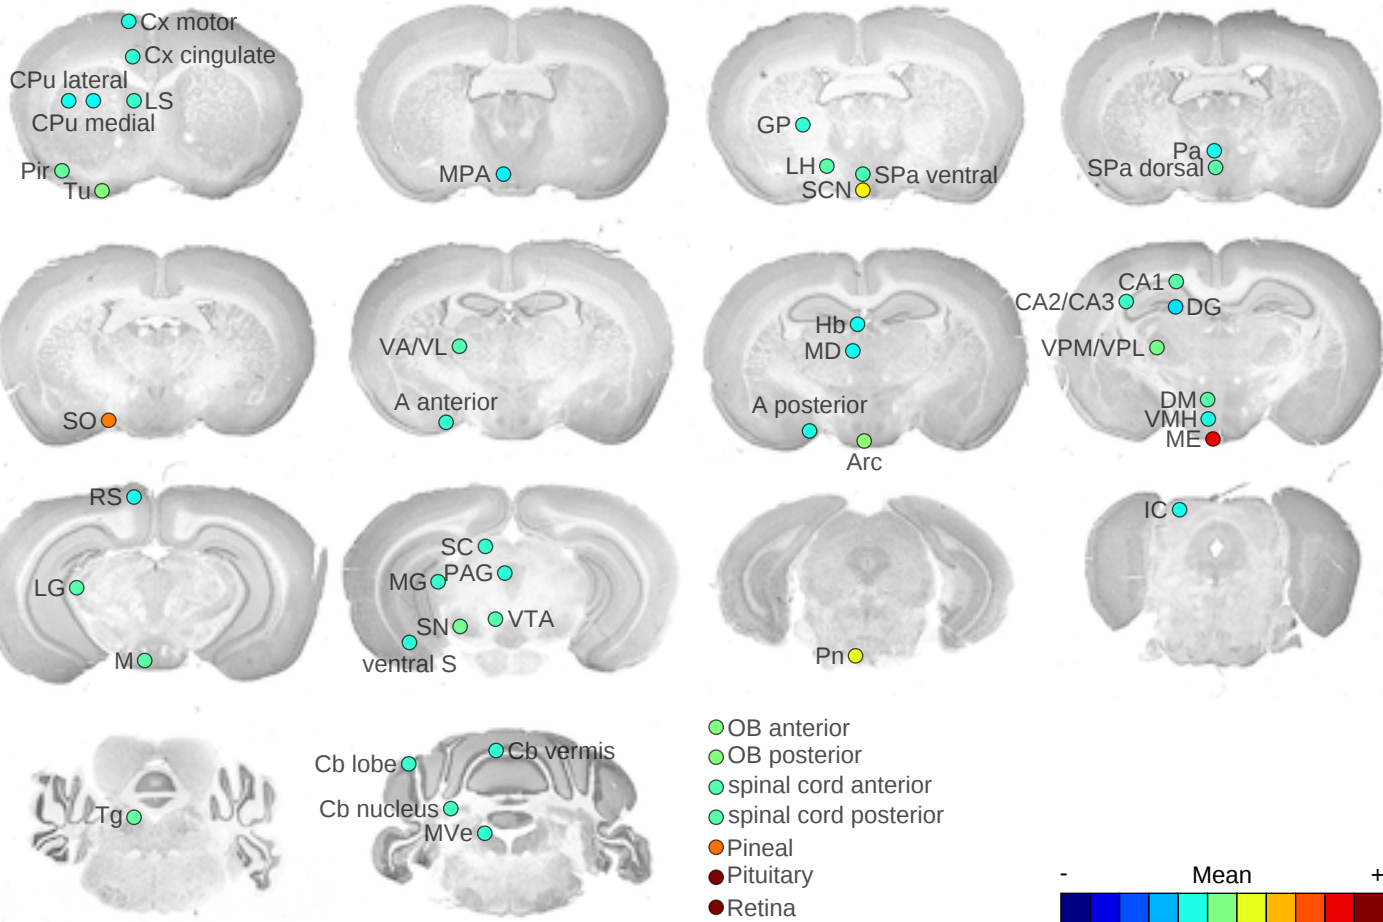 Cx motor
Cx cingulate
CPu lateral
LS
CPu medial
Pir
Tu
MPA
GP
LH
SPa ventral
SCN
Pa
SPa dorsal
SO
VA/VL
A anterior
Hb
MD
A posterior
Arc
CA1
CA2/CA3
DG
VPM/VPL
DM
VMH
ME
RS
LG
M
SC
MG
PAG
SN
VTA
ventral S
Pn
IC
Tg
Cb lobe
Cb vermis
Cb nucleus
MVe
OB anterior
OB posterior
spinal cord anterior
spinal cord posterior
Pineal
Pituitary
Retina
- Mean +